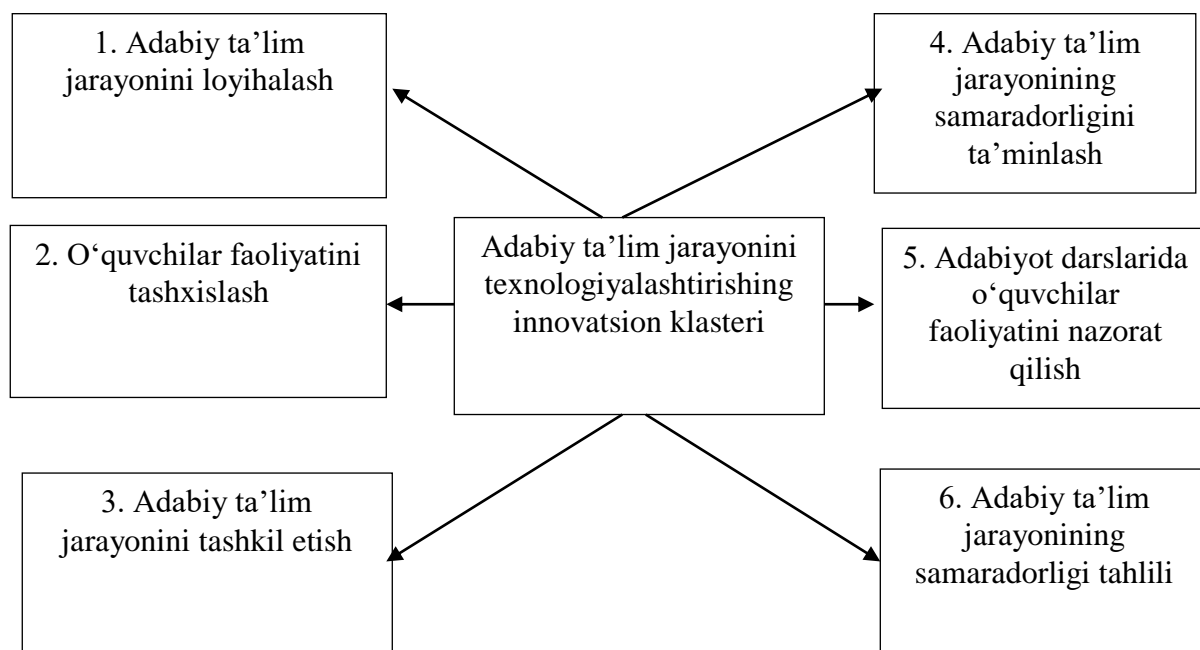 1. Adabiy ta’lim
jarayonini loyihalash
2. O‘quvchilar faoliyatini
tashxislash
3. Adabiy ta’lim
jarayonini tashkil etish
Adabiy ta’lim jarayonini
texnologiyalashtirishing
innovatsion klasteri
4. Adabiy ta’lim
jarayonining
samaradorligini
ta’minlash
5. Adabiyot darslarida
o‘quvchilar
faoliyatini nazorat
qilish
6. Adabiy ta’lim
jarayonining
samaradorligi tahlili